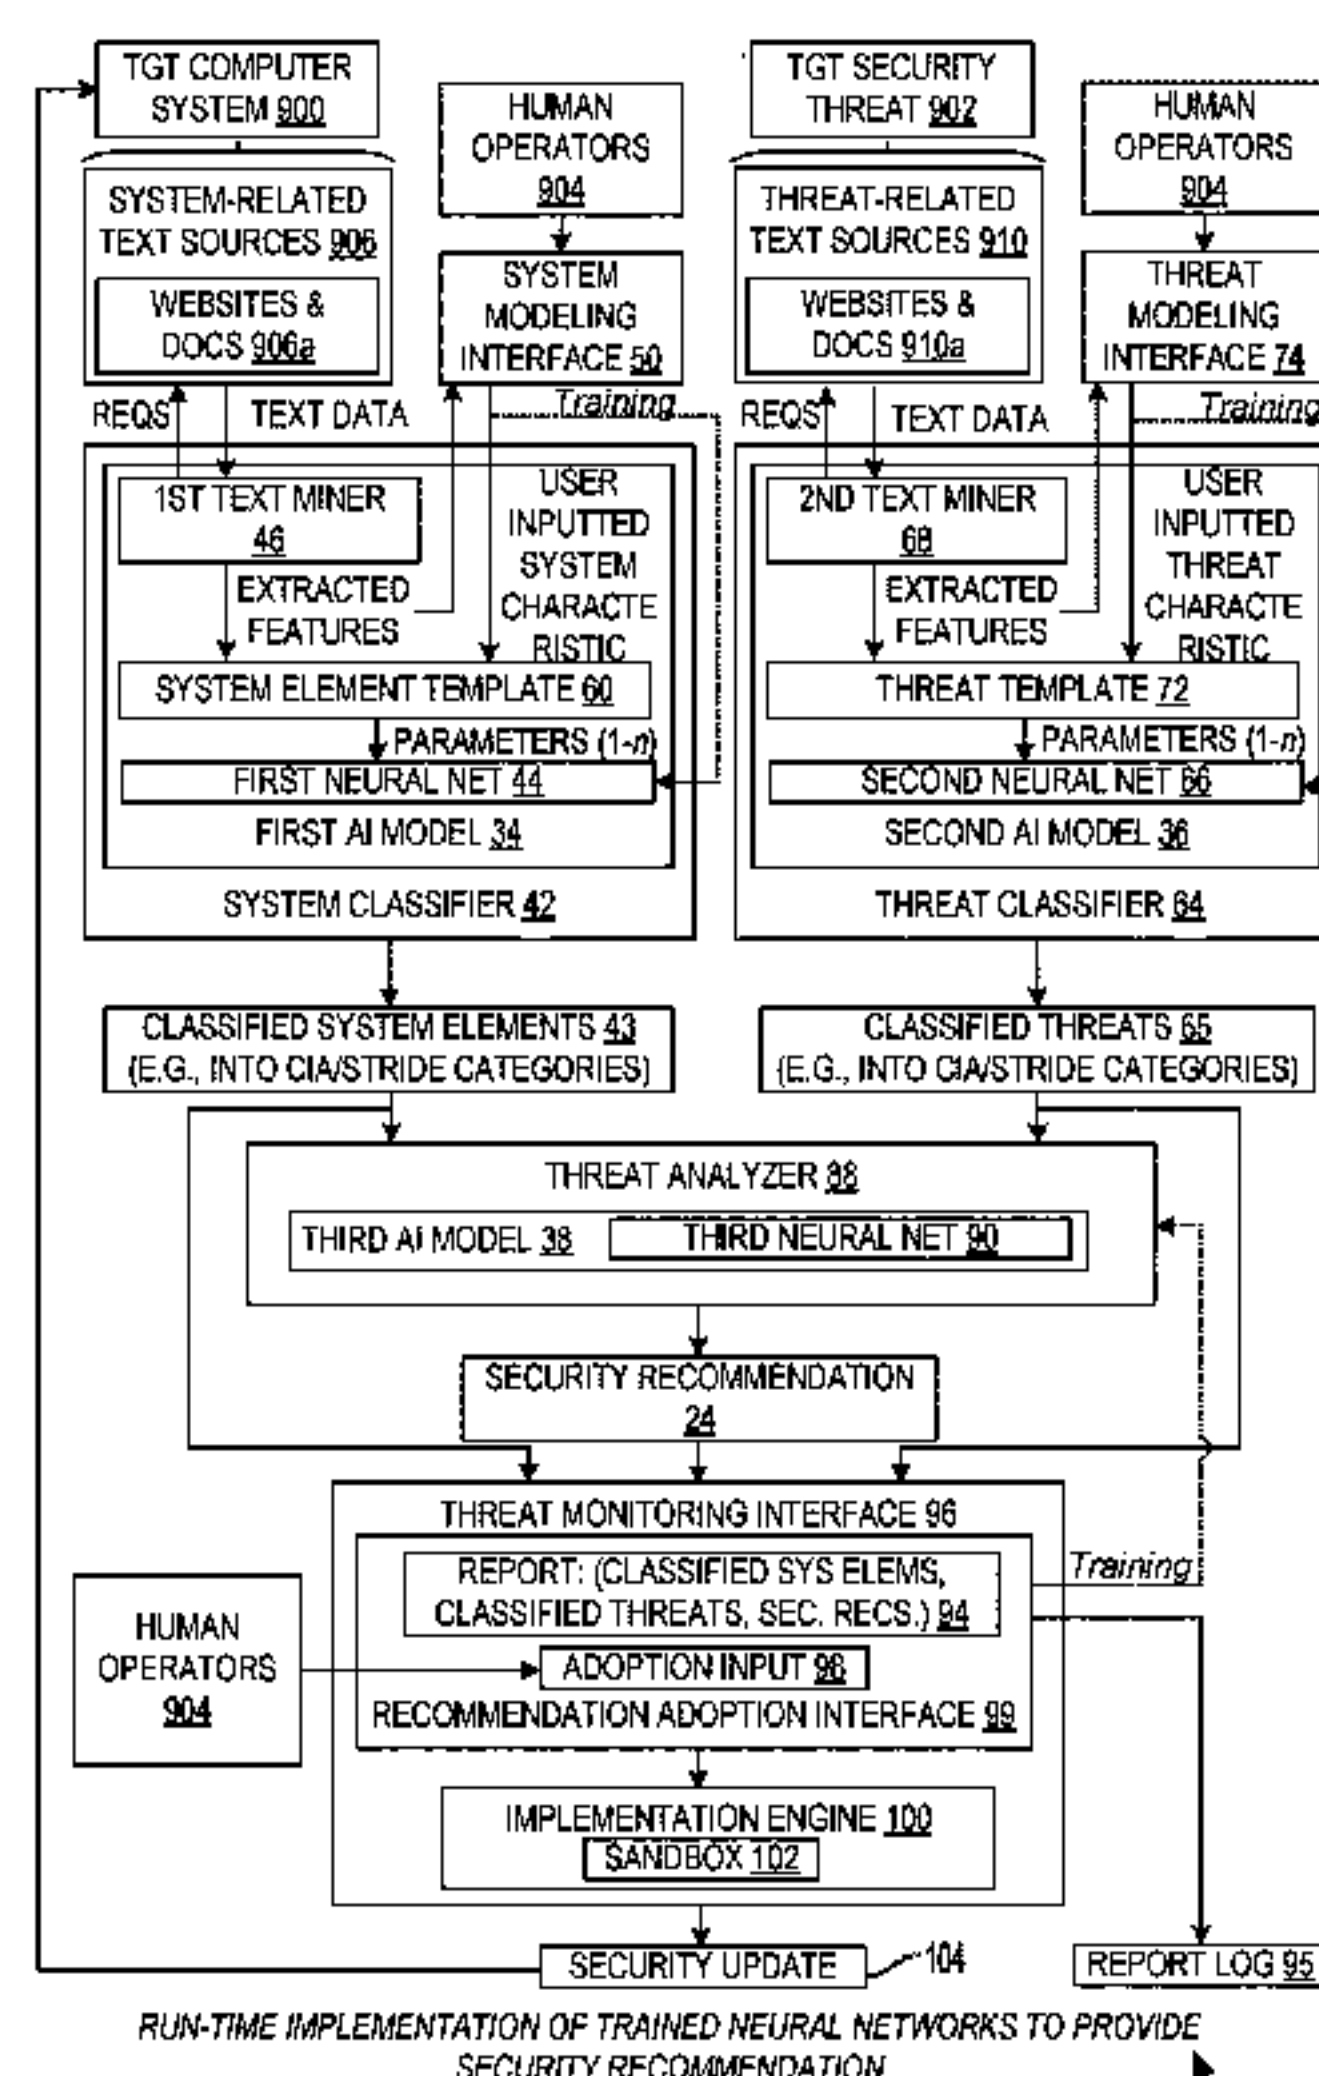 TGT COMPUTER
SYSTEM 900
HUMAN
OPERATORS
904
SYSTEM-RELATED
TEXT SOURCES 906
WEBSITES &
DOCS 906a
SYSTEM
MODELING
INTERFACE 50
REQS
TEXT DATA
Training
1ST TEXT MINER
46
USER
INPUTTED
SYSTEM
CHARACTE
RISTIC
EXTRACTED
FEATURES
SYSTEM ELEMENT TEMPLATE 60
PARAMETERS (1-n)
FIRST NEURAL NET 44
FIRST AI MODEL 34
SYSTEM CLASSIFIER 42
TGT SECURITY
THREAT 902
HUMAN
OPERATORS
904
THREAT-RELATED
TEXT SOURCES 910
WEBSITES &
DOCS 910a
THREAT
MODELING
INTERFACE 74
REQS
TEXT DATA
Training
2ND TEXT MINER
68
USER
INPUTTED
THREAT
CHARACTE
RISTIC
EXTRACTED
FEATURES
THREAT TEMPLATE 72
PARAMETERS (1-n)
SECOND NEURAL NET 66
SECOND AI MODEL 36
THREAT CLASSIFIER 64
CLASSIFIED SYSTEM ELEMENTS 43
(E.G., INTO CIA/STRIDE CATEGORIES)
CLASSIFIED THREATS 65
(E.G., INTO CIA/STRIDE CATEGORIES)
THREAT ANALYZER 88
THIRD AI MODEL 38
THIRD NEURAL NET 90
SECURITY RECOMMENDATION
24
THREAT MONITORING INTERFACE 96
REPORT: (CLASSIFIED SYS ELEMS,
CLASSIFIED THREATS, SEC. RECS.) 94
Training
HUMAN
OPERATORS
904
ADOPTION INPUT 98
RECOMMENDATION ADOPTION INTERFACE 99
IMPLEMENTATION ENGINE 100
SANDBOX 102
SECURITY UPDATE
104
REPORT LOG 95
RUN-TIME IMPLEMENTATION OF TRAINED NEURAL NETWORKS TO PROVIDE
SECURITY RECOMMENDATION